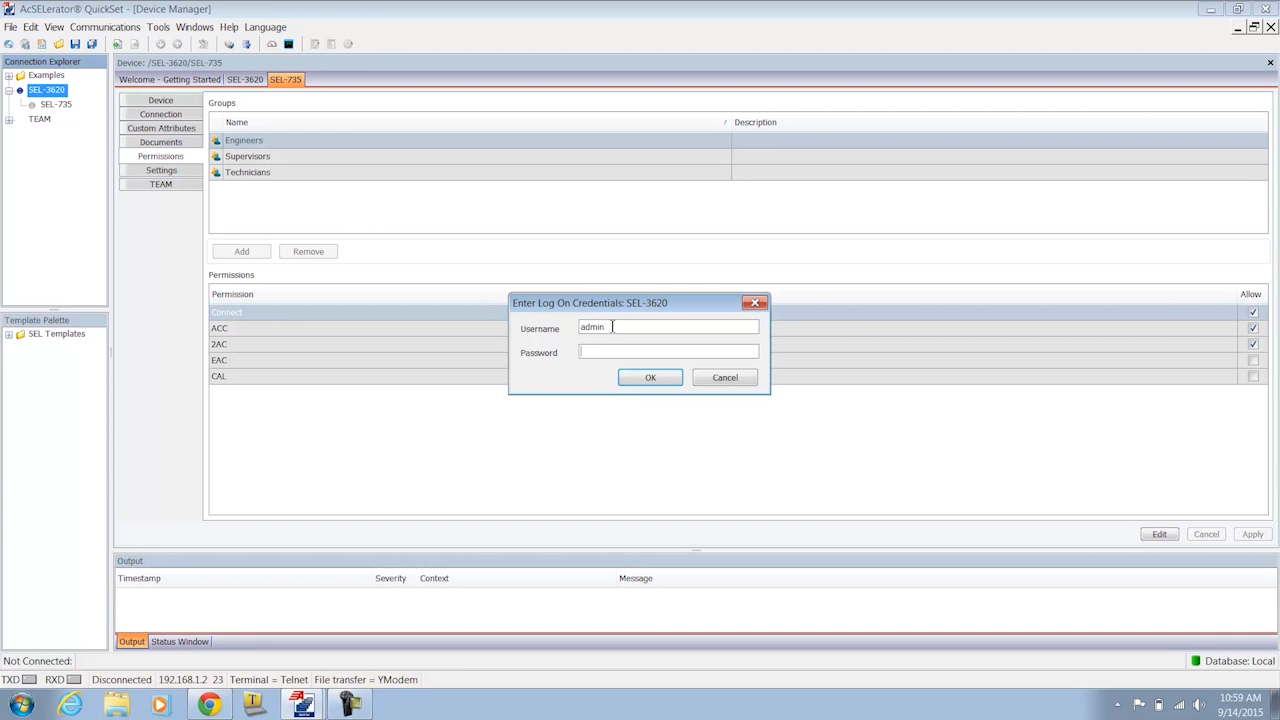 AcSELerator® QuickSet - [Device Manager]
File Edit View Communications Tools Windows Help Language
Connection Explorer
Examples
SEL-3620
SEL-735
TEAM
Template Palette
SEL Templates
Device: /SEL-3620/SEL-735
Welcome - Getting Started SEL-3620 SEL-735
Device
Connection
Custom Attributes
Documents
Permissions
Settings
TEAM
Groups
Name / Description
Engineers
Supervisors
Technicians
Add Remove
Permissions
Permission Allow
Connect
ACC
2AC
EAC
CAL
Enter Log On Credentials: SEL-3620
Username admin
Password
OK Cancel
Edit Cancel Apply
Output
Timestamp Severity Context Message
Output Status Window
Not Connected: Database: Local
TXD RXD Disconnected 192.168.1.2 23 Terminal = Telnet File transfer = YModem
10:59 AM
9/14/2015